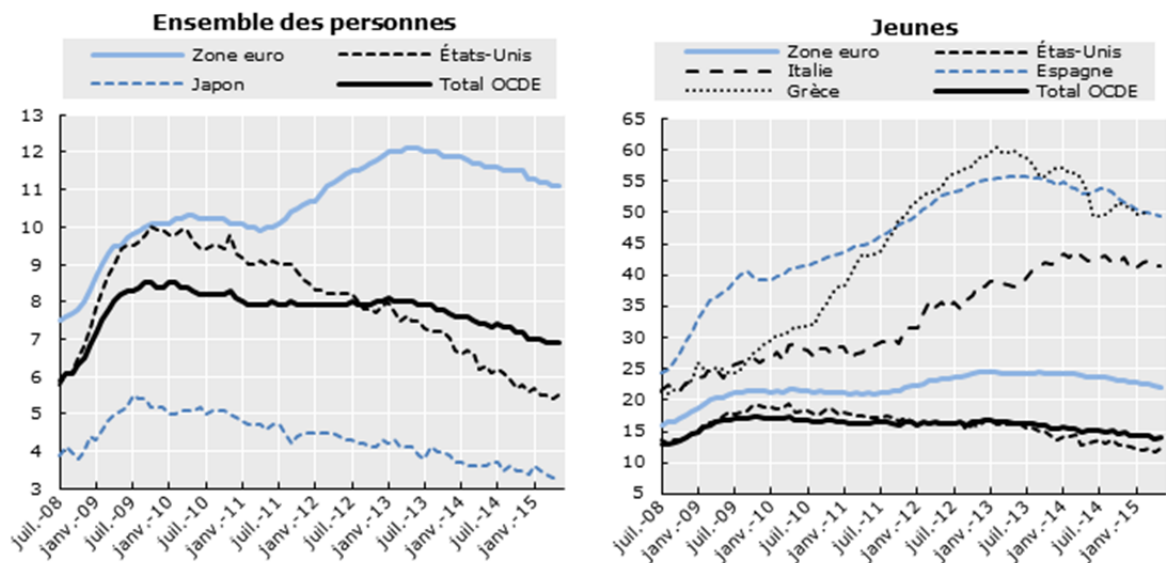 Ensemble des personnes
Zone euro
États-Unis
Japon
Total OCDE
13
12
11
10
9
8
7
6
5
4
3
juil.-08
janv.-09
juil.-09
janv.-10
juil.-10
janv.-11
juil.-11
janv.-12
juil.-12
janv.-13
juil.-13
janv.-14
juil.-14
janv.-15
Jeunes
Zone euro
Étas-Unis
Italie
Espagne
Grèce
Total OCDE
65
60
55
50
45
40
35
30
25
20
15
10
5
juil.-08
janv.-09
juil.-09
janv.-10
juil.-10
janv.-11
juil.-11
janv.-12
juil.-12
janv.-13
juil.-13
janv.-14
juil.-14
janv.-15